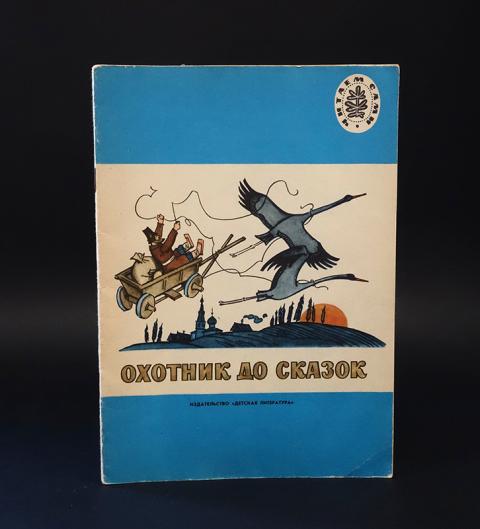 ЧИТАЕМ САМИ
ОХОТНИК ДО СКАЗОК
ИЗДАТЕЛЬСТВО «ДЕТСКАЯ ЛИТЕРАТУРА»